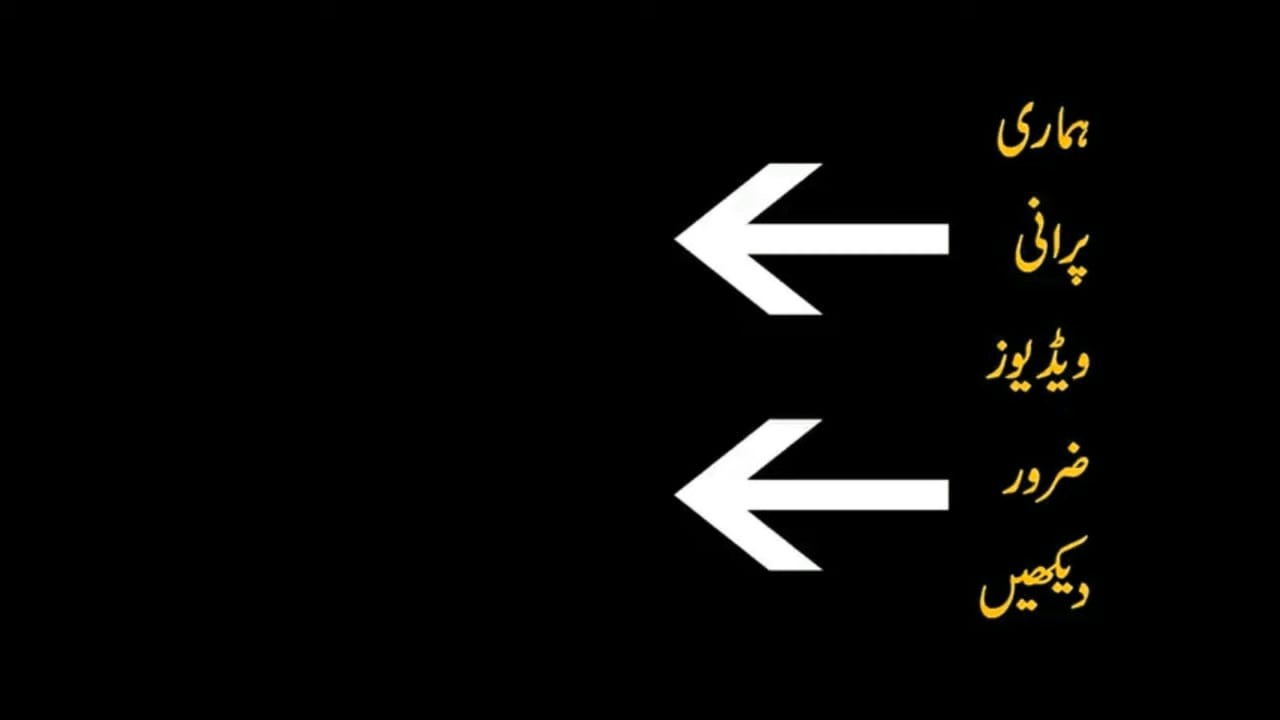 ہماری
پرانی
ویڈیوز
ضرور
دیکھیں